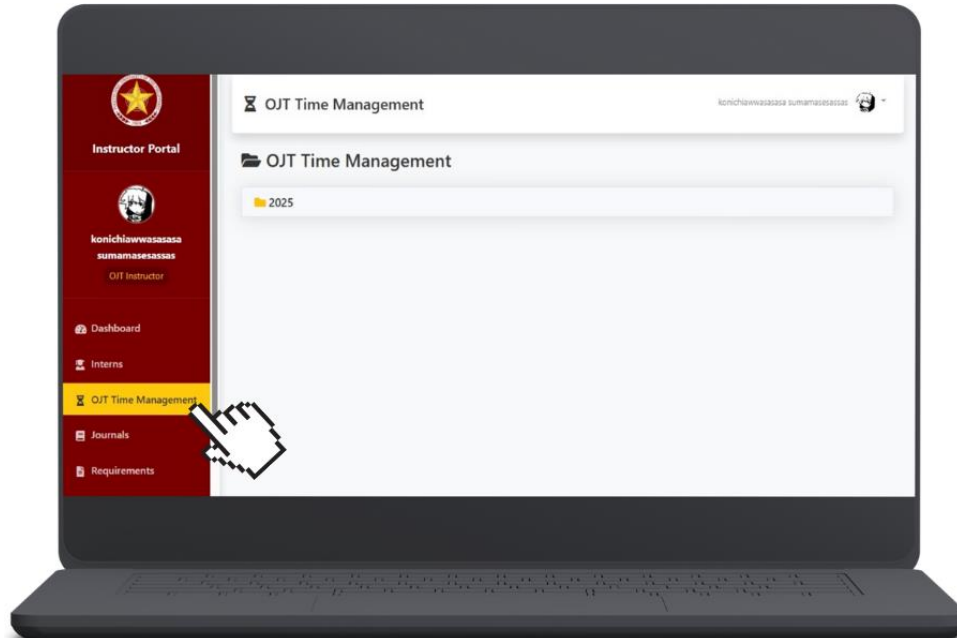 Instructor Portal
konichiawwasasasa
sumamasesassas
OJT Instructor
Dashboard
Interns
OJT Time Management
Journals
Requirements
OJT Time Management
konichiawwasasasa sumamasesassas
OJT Time Management
2025